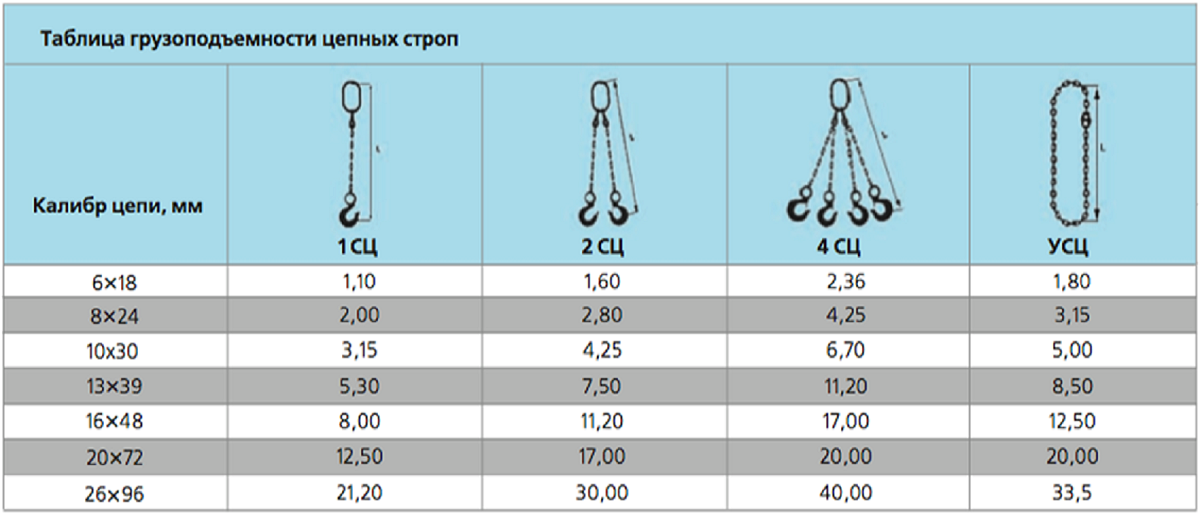 Таблица грузоподъемности цепных строп
Калибр цепи, мм
L L L L
1 СЦ 2 СЦ 4 СЦ УСЦ
6×18 1,10 1,60 2,36 1,80
8×24 2,00 2,80 4,25 3,15
10x30 3,15 4,25 6,70 5,00
13×39 5,30 7,50 11,20 8,50
16×48 8,00 11,20 17,00 12,50
20×72 12,50 17,00 20,00 20,00
26×96 21,20 30,00 40,00 33,5